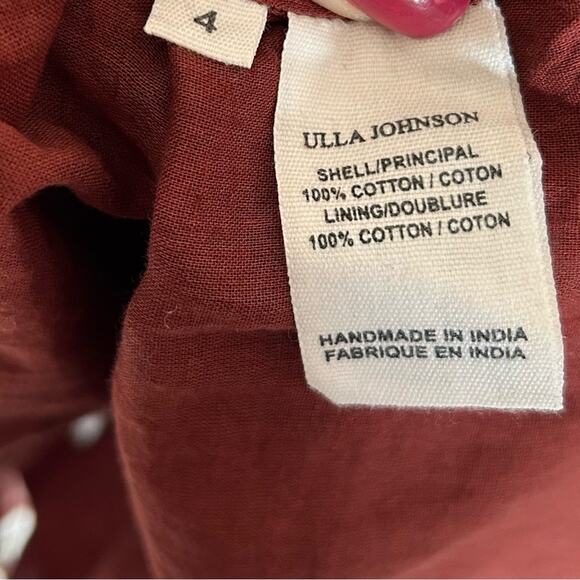 4
ULLA JOHNSON
SHELL/PRINCIPAL
100% COTTON / COTON
LINING/DOUBLURE
100% COTTON / COTON
HANDMADE IN INDIA
FABRIQUE EN INDIA